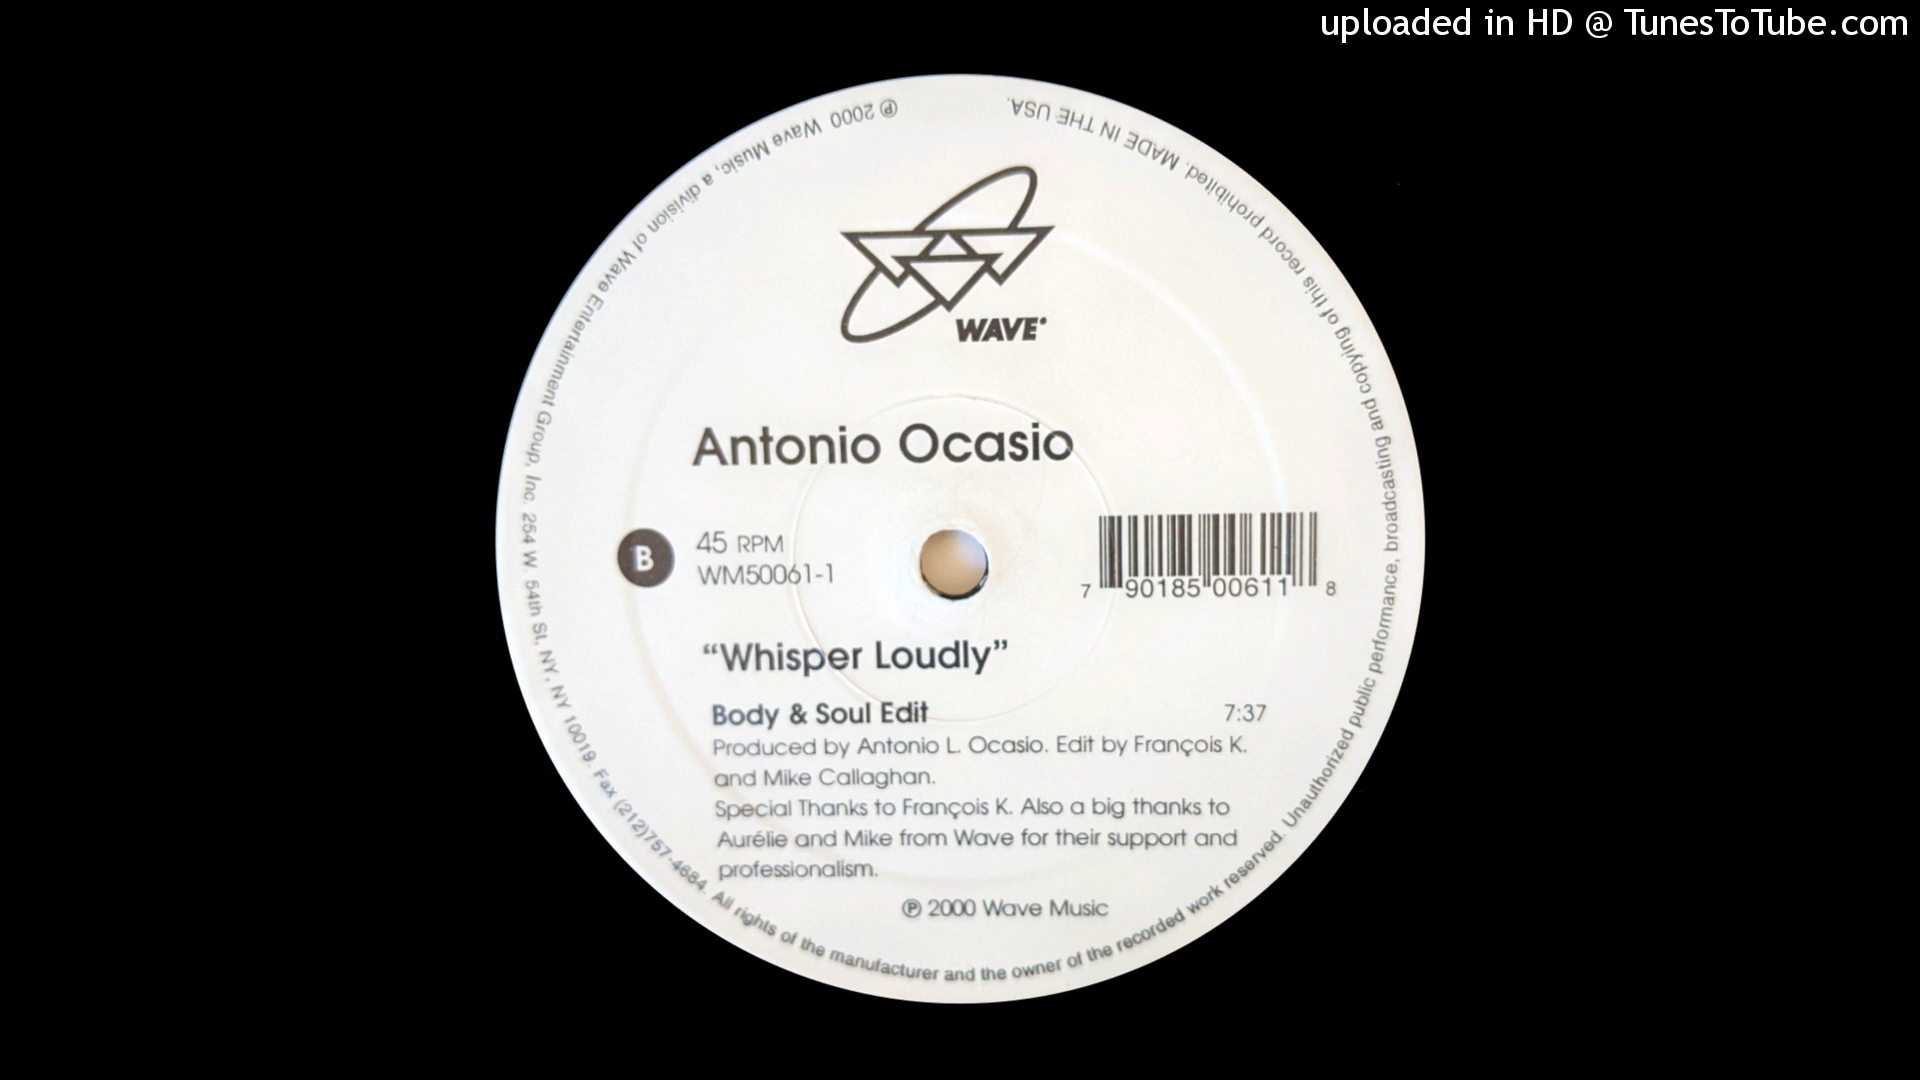 uploaded in HD @ TunesToTube.com
WAVE
Antonio Ocasio
B
45 RPM
WM50061-1
7 90185 00611 8
“Whisper Loudly”
Body & Soul Edit 7:37
Produced by Antonio L. Ocasio. Edit by François K.
and Mike Callaghan.
Special Thanks to François K. Also a big thanks to
Aurélie and Mike from Wave for their support and
professionalism.
℗ 2000 Wave Music
℗ 2000 Wave Music, a division of Wave Entertainment Group, Inc. 254 W. 54th St, NY, NY 10019. Fax (212)757-4684. All rights of the manufacturer and the owner of the recorded work reserved. Unauthorized public performance, broadcasting and copying of this record prohibited. MADE IN THE USA.